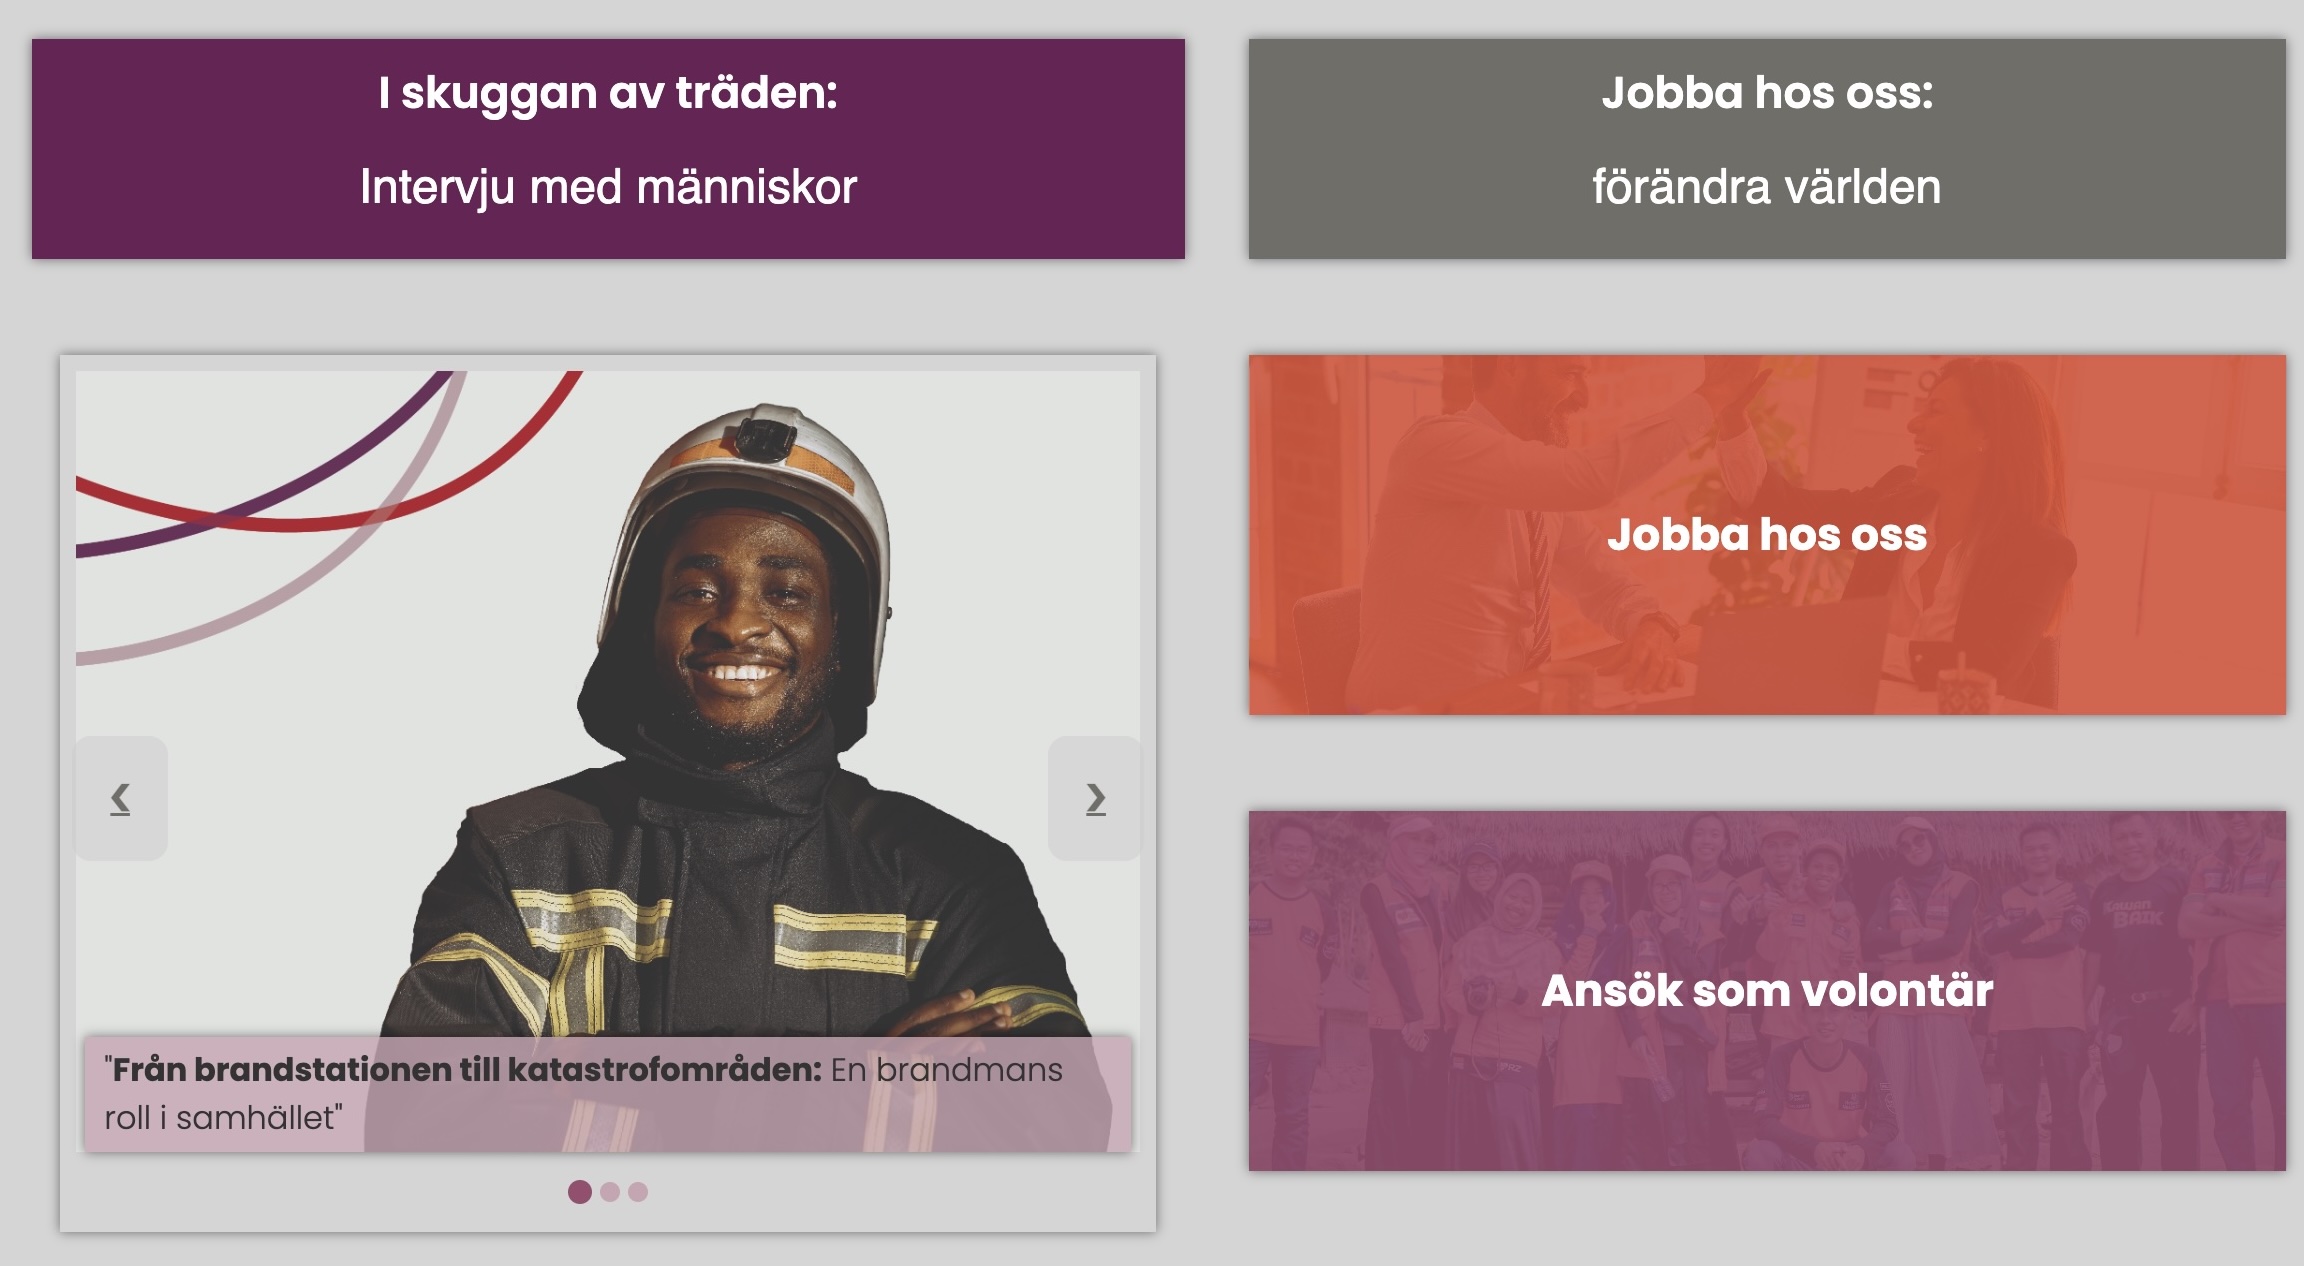 I skuggan av träden:
Intervju med människor
Jobba hos oss:
förändra världen
"Från brandstationen till katastrofområden: En brandmans
roll i samhället"
Jobba hos oss
Ansök som volontär